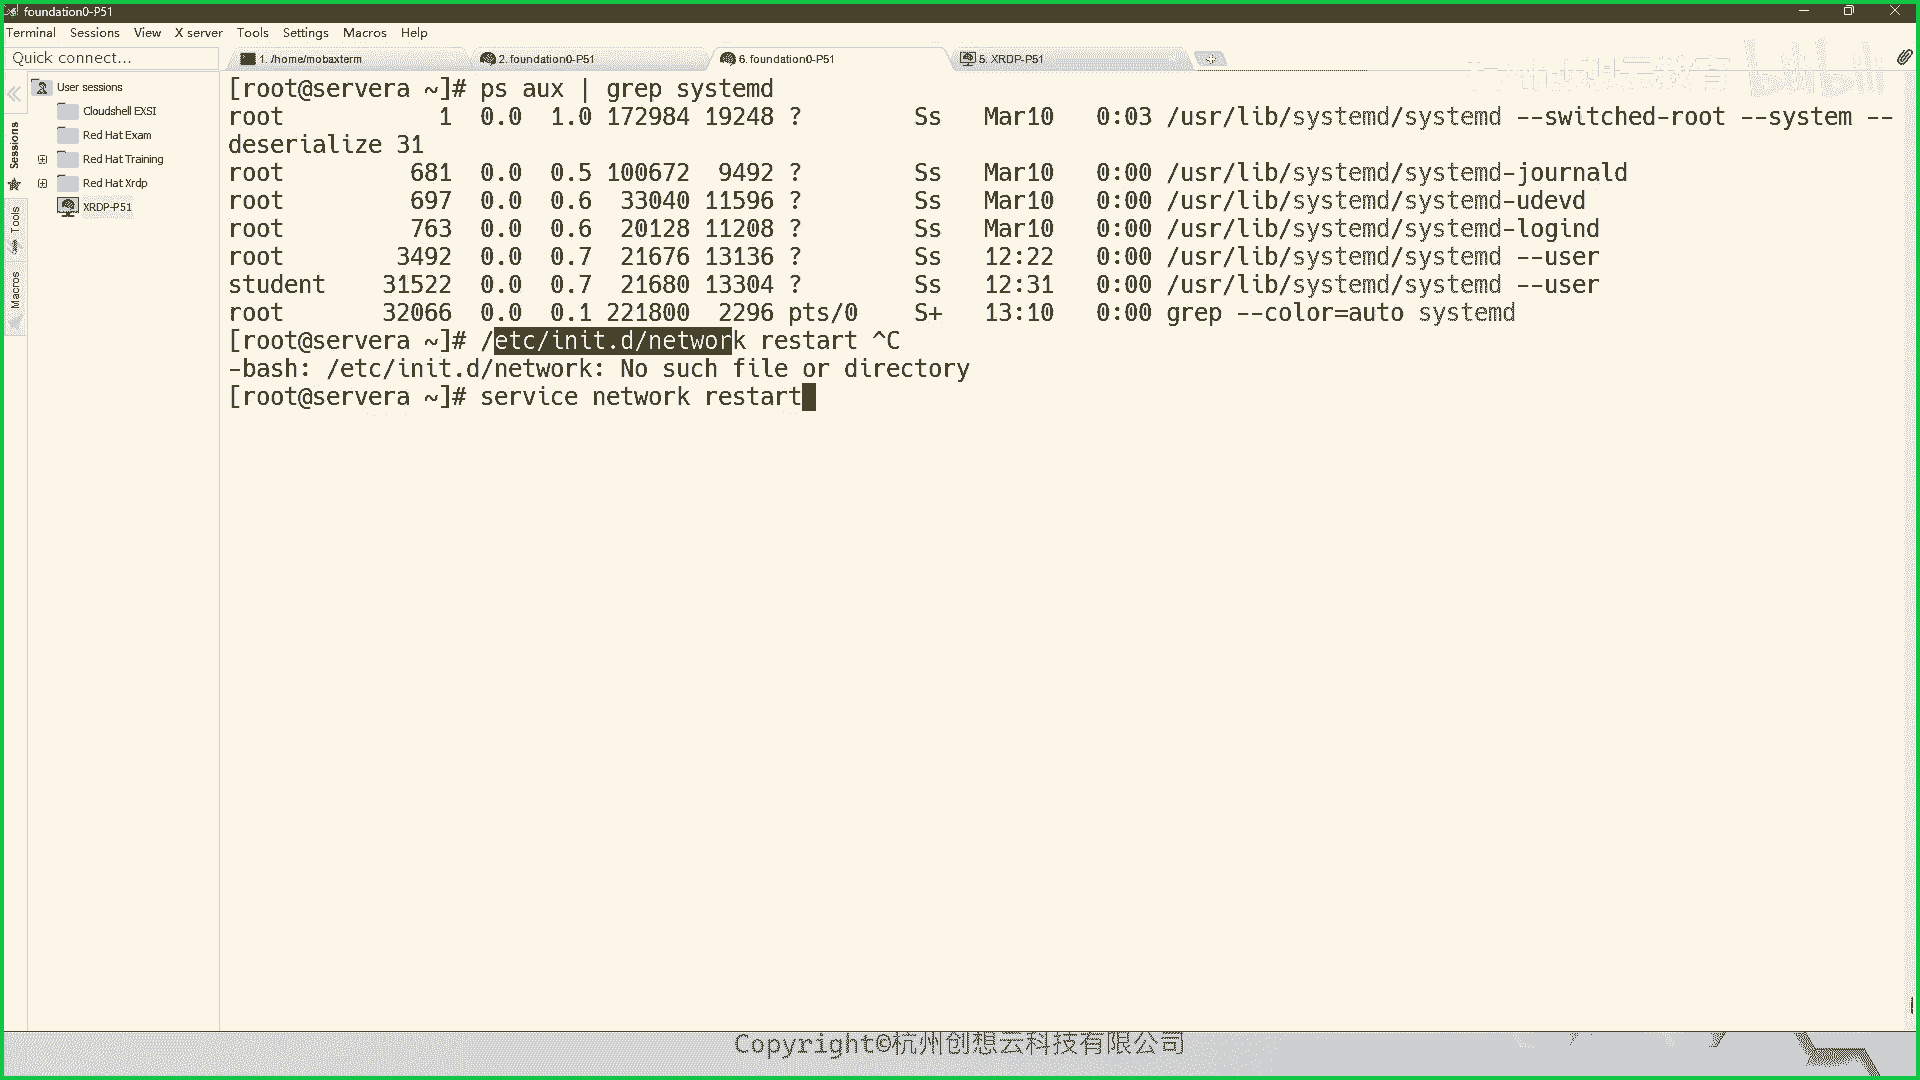 foundation0-P51
Terminal Sessions View X server Tools Settings Macros Help
Quick connect...
1. /home/mobaxterm
2. foundation0-P51
6. foundation0-P51
5. XRDP-P51
Sessions
Tools
Macros
User sessions
Cloudshell EXSI
Red Hat Exam
Red Hat Training
Red Hat Xrdp
XRDP-P51
[root@servera ~]# ps aux | grep systemd
root 1 0.0 1.0 172984 19248 ? Ss Mar10 0:03 /usr/lib/systemd/systemd --switched-root --system --
deserialize 31
root 681 0.0 0.5 100672 9492 ? Ss Mar10 0:00 /usr/lib/systemd/systemd-journald
root 697 0.0 0.6 33040 11596 ? Ss Mar10 0:00 /usr/lib/systemd/systemd-udevd
root 763 0.0 0.6 20128 11208 ? Ss Mar10 0:00 /usr/lib/systemd/systemd-logind
root 3492 0.0 0.7 21676 13136 ? Ss 12:22 0:00 /usr/lib/systemd/systemd --user
student 31522 0.0 0.7 21680 13304 ? Ss 12:31 0:00 /usr/lib/systemd/systemd --user
root 32066 0.0 0.1 221800 2296 pts/0 S+ 13:10 0:00 grep --color=auto systemd
[root@servera ~]# /etc/init.d/network restart ^C
-bash: /etc/init.d/network: No such file or directory
[root@servera ~]# service network restart
Copyright©杭州创想云科技有限公司